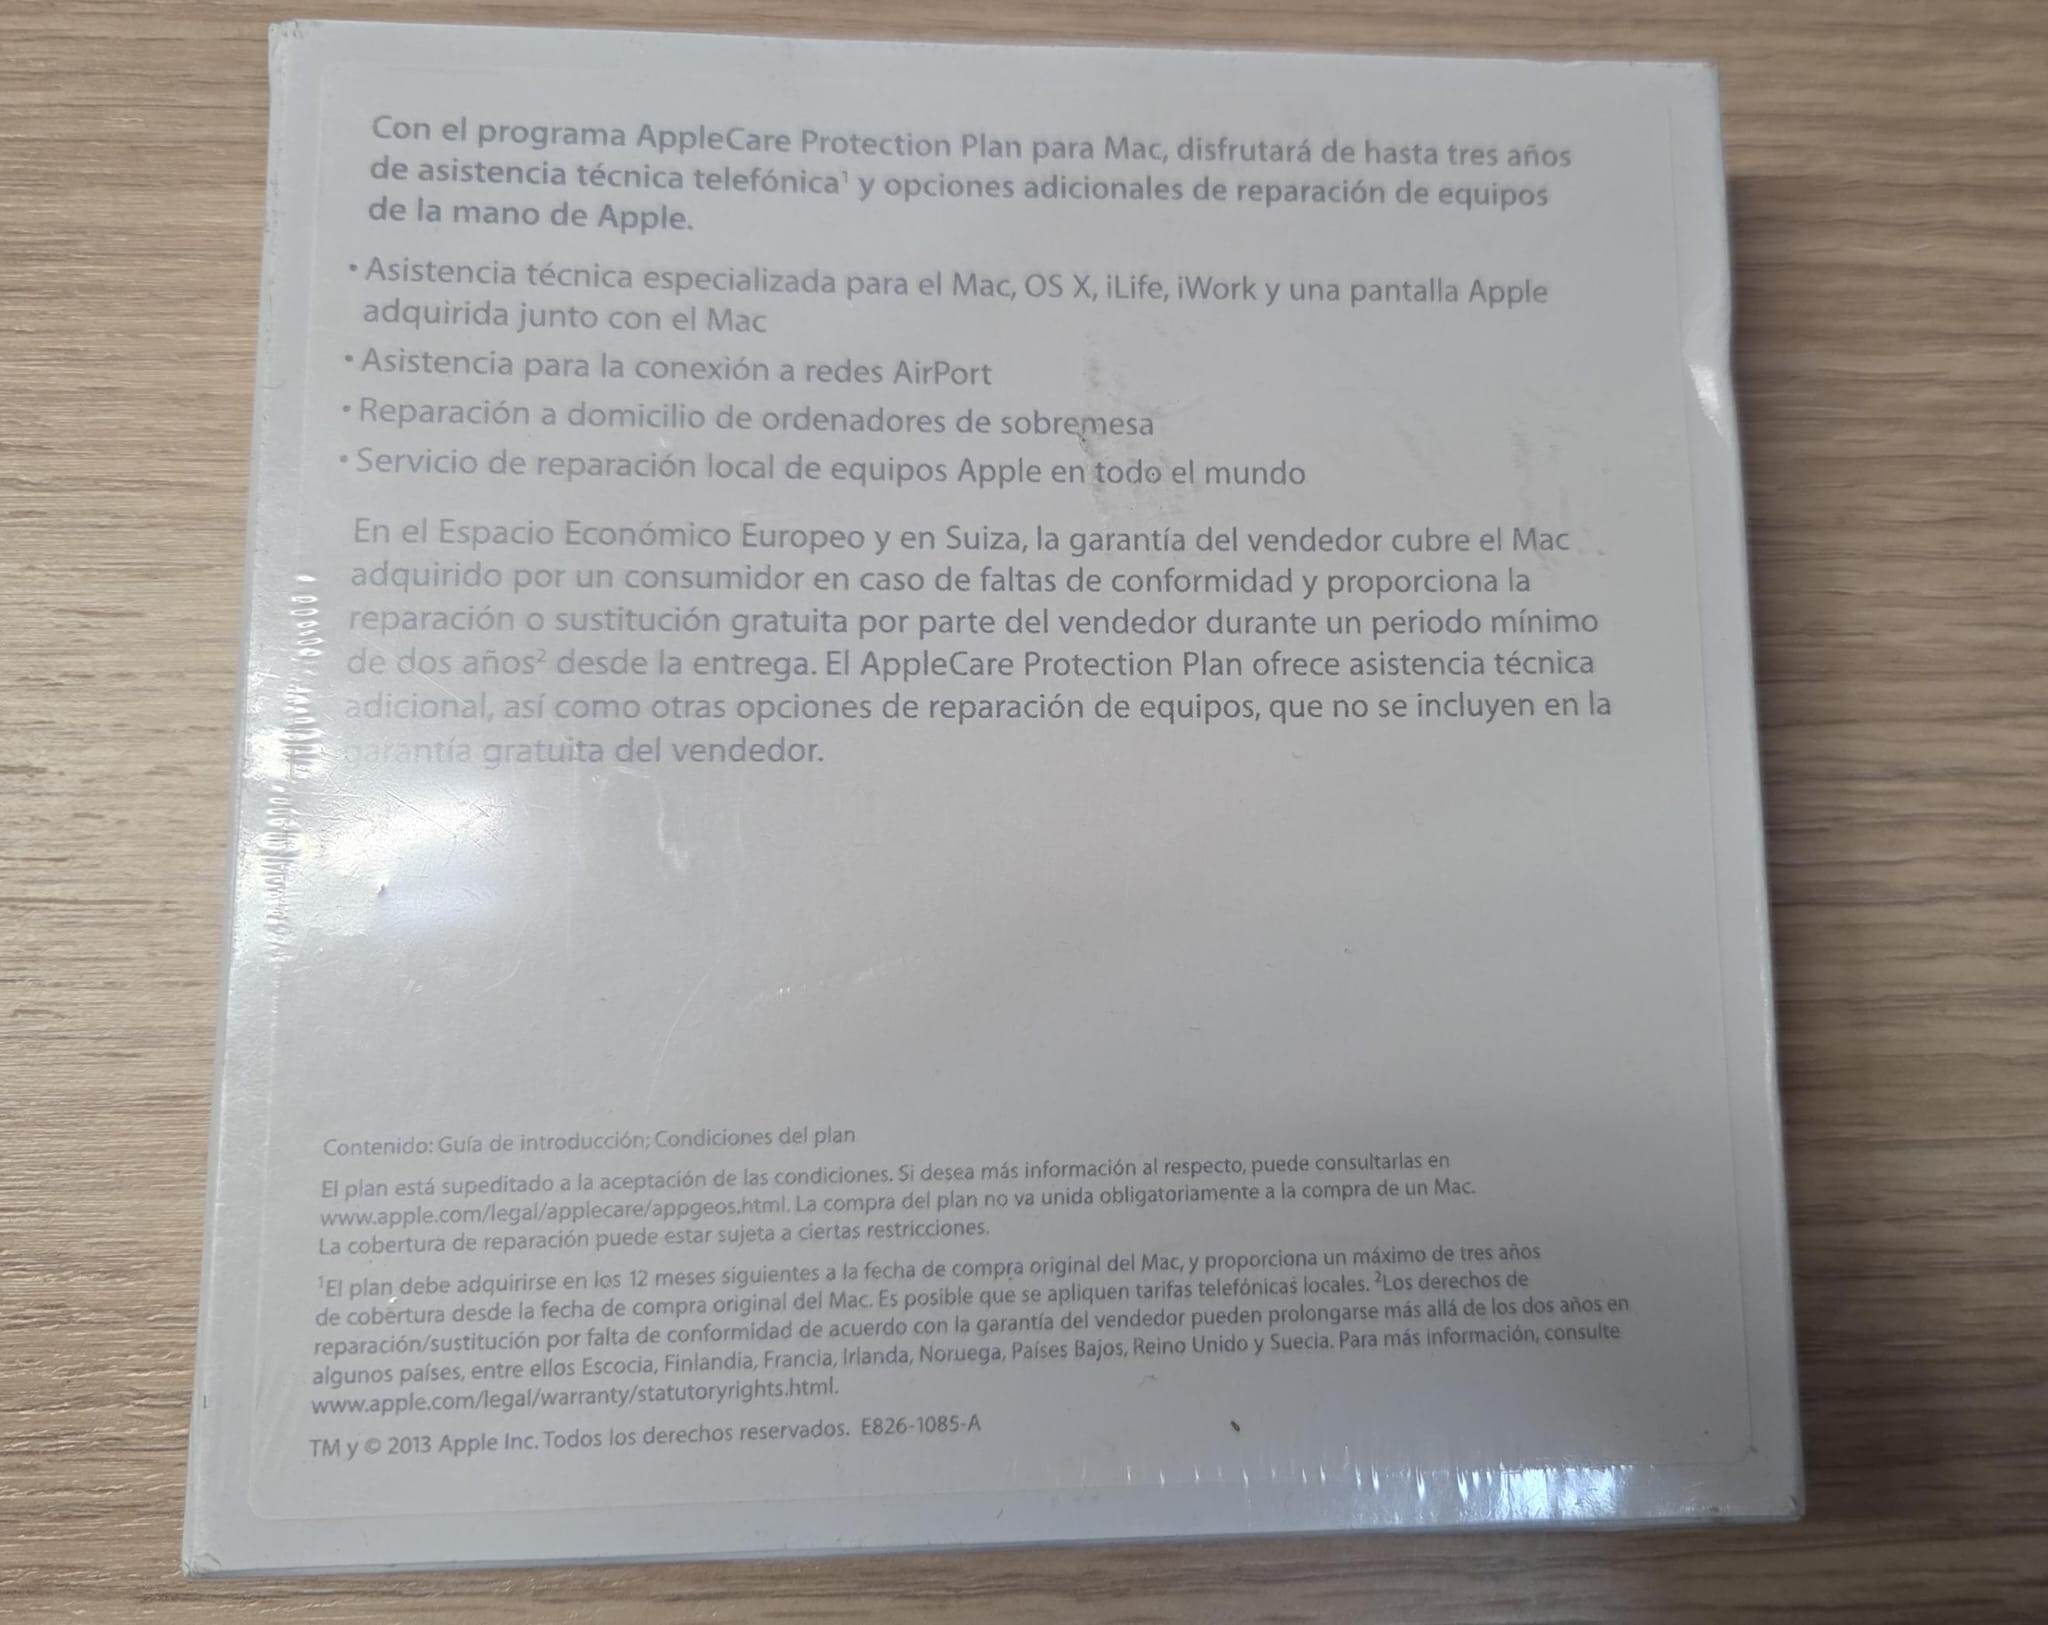 Con el programa AppleCare Protection Plan para Mac, disfrutará de hasta tres años
de asistencia técnica telefónica¹ y opciones adicionales de reparación de equipos
de la mano de Apple.
• Asistencia técnica especializada para el Mac, OS X, iLife, iWork y una pantalla Apple
adquirida junto con el Mac
• Asistencia para la conexión a redes AirPort
• Reparación a domicilio de ordenadores de sobremesa
• Servicio de reparación local de equipos Apple en todo el mundo
En el Espacio Económico Europeo y en Suiza, la garantía del vendedor cubre el Mac
adquirido por un consumidor en caso de faltas de conformidad y proporciona la
reparación o sustitución gratuita por parte del vendedor durante un periodo mínimo
de dos años² desde la entrega. El AppleCare Protection Plan ofrece asistencia técnica
adicional, así como otras opciones de reparación de equipos, que no se incluyen en la
garantía gratuita del vendedor.
Contenido: Guía de introducción; Condiciones del plan
El plan está supeditado a la aceptación de las condiciones. Si desea más información al respecto, puede consultarlas en
www.apple.com/legal/applecare/appgeos.html. La compra del plan no va unida obligatoriamente a la compra de un Mac.
La cobertura de reparación puede estar sujeta a ciertas restricciones.
¹El plan debe adquirirse en los 12 meses siguientes a la fecha de compra original del Mac, y proporciona un máximo de tres años
de cobertura desde la fecha de compra original del Mac. Es posible que se apliquen tarifas telefónicas locales. ²Los derechos de
reparación/sustitución por falta de conformidad de acuerdo con la garantía del vendedor pueden prolongarse más allá de los dos años en
algunos países, entre ellos Escocia, Finlandia, Francia, Irlanda, Noruega, Países Bajos, Reino Unido y Suecia. Para más información, consulte
www.apple.com/legal/warranty/statutoryrights.html.
TM y © 2013 Apple Inc. Todos los derechos reservados. E826-1085-A